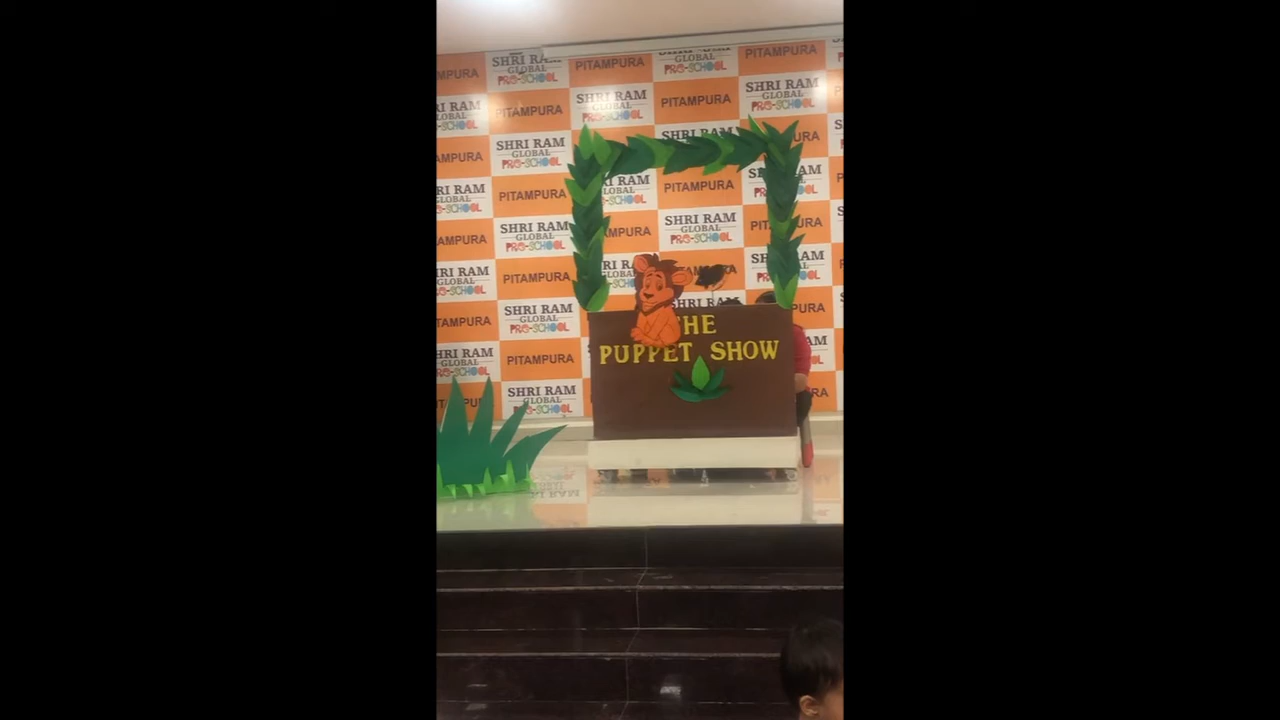 SHRI RAM
GLOBAL
PRE-SCHOOL
PITAMPURA
THE
PUPPET SHOW